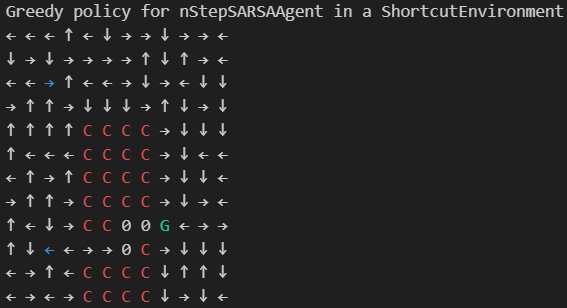 Greedy policy for nStepSARSAAgent in a ShortcutEnvironment
← ← ← ↑ ← ↓ → → ↓ → → ←
↓ → ↓ → → → → ↑ ↓ ↑ → ←
← ← → ↑ ← ← → ↓ → ← ↓ ↓
→ ↑ ↑ → ↓ ↓ ↓ → ↑ ↓ → ↓
↑ ↑ ↑ ↑ C C C C → ↓ ↓ ↓
↑ ← ← ← C C C C → ↓ ← ←
← ↑ → ↑ C C C C → ↓ ↓ ←
→ ↑ ↑ → C C C C → → ↓ ↓
↑ ← ↓ → C C 0 0 G ← → →
↑ ↓ ← ← → → 0 C → ↓ ↓ ↓
← → ↑ ← C C C C ↓ ↑ ↑ ↓
← → ← → C C C C ↓ → ↓ ←